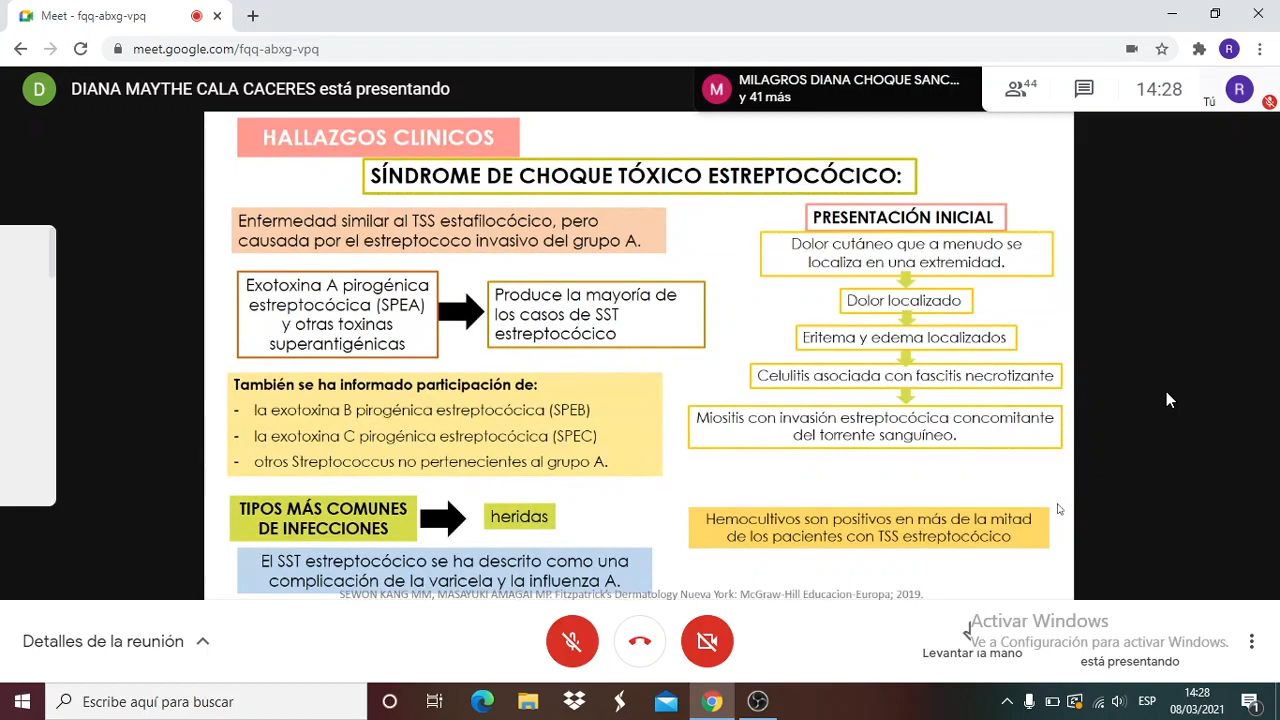 Meet - fqq-abxg-vpq
meet.google.com/fqq-abxg-vpq
R
D
DIANA MAYTHE CALA CACERES está presentando
M
MILAGROS DIANA CHOQUE SANC...
y 41 más
44
14:28
Tú
R
HALLAZGOS CLINICOS
SÍNDROME DE CHOQUE TÓXICO ESTREPTOCÓCICO:
Enfermedad similar al TSS estafilocócico, pero
causada por el estreptococo invasivo del grupo A.
Exotoxina A pirogénica
estreptocócica (SPEA)
y otras toxinas
superantigénicas
Produce la mayoría de
los casos de SST
estreptocócico
También se ha informado participación de:
- la exotoxina B pirogénica estreptocócica (SPEB)
- la exotoxina C pirogénica estreptocócica (SPEC)
- otros Streptococcus no pertenecientes al grupo A.
TIPOS MÁS COMUNES
DE INFECCIONES
heridas
El SST estreptocócico se ha descrito como una
complicación de la varicela y la influenza A.
PRESENTACIÓN INICIAL
Dolor cutáneo que a menudo se
localiza en una extremidad.
Dolor localizado
Eritema y edema localizados
Celulitis asociada con fascitis necrotizante
Miositis con invasión estreptocócica concomitante
del torrente sanguíneo.
Hemocultivos son positivos en más de la mitad
de los pacientes con TSS estreptocócico
SEWON KANG MM, MASAYUKI AMAGAI MP. Fitzpatrick's Dermatology Nueva York: McGraw-Hill Educacion-Europa; 2019.
Detalles de la reunión
Levantar la mano
Activar Windows
Ve a Configuración para activar Windows.
está presentando
Escribe aquí para buscar
ESP
14:28
08/03/2021
1